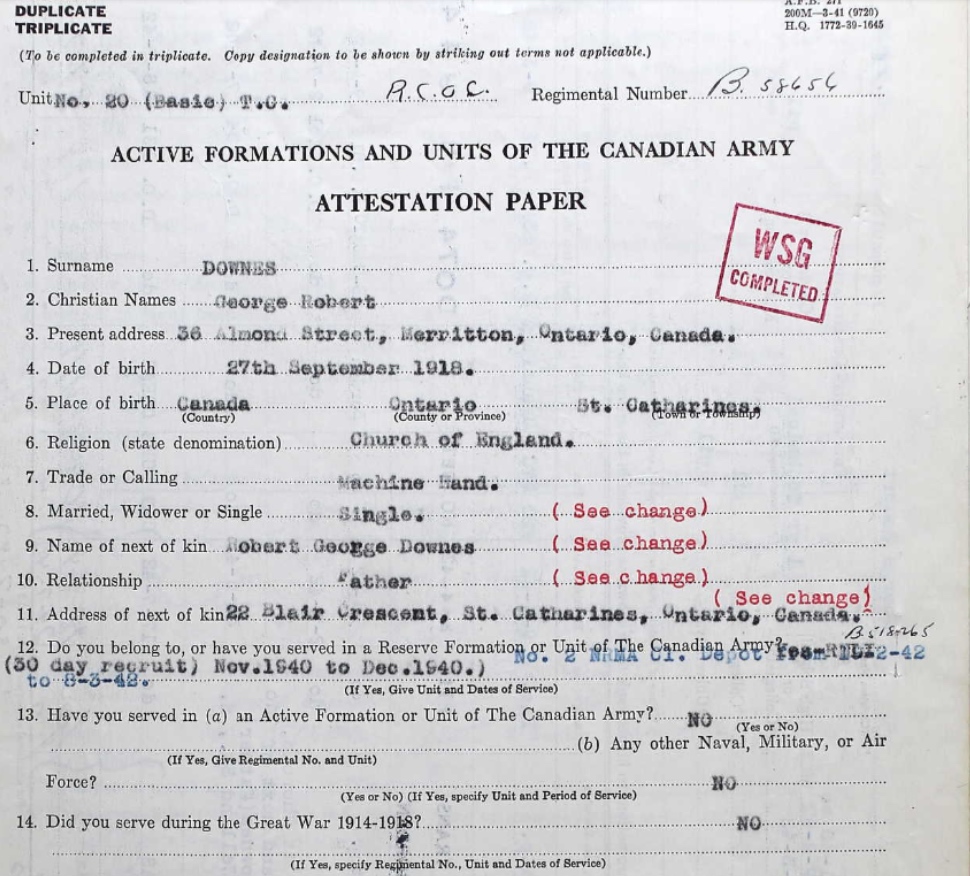 DUPLICATE
TRIPLICATE
200M—3-41 (9720)
H.Q. 1772-39-1645
(To be completed in triplicate. Copy designation to be shown by striking out terms not applicable.)
Unit No. 20 (Basic) T.C. R.C.O.C. Regimental Number B. 58656
ACTIVE FORMATIONS AND UNITS OF THE CANADIAN ARMY
ATTESTATION PAPER
WSG
COMPLETED
1. Surname DOWNES
2. Christian Names George Robert
3. Present address 36 Almond Street, Merritton, Ontario, Canada.
4. Date of birth 27th September 1918.
5. Place of birth Canada Ontario St. Catharines,
(Country) (County or Province) (Town or Township)
6. Religion (state denomination) Church of England.
7. Trade or Calling Machine Hand.
8. Married, Widower or Single Single. ( See change )
9. Name of next of kin Robert George Downes ( See change )
10. Relationship Father ( See change )
( See change )
11. Address of next of kin 22 Blair Crescent, St. Catharines, Ontario, Canada.
B 518265
12. Do you belong to, or have you served in a Reserve Formation or Unit of The Canadian Army?
No. 2 NRMA Cl. Depot
(30 day recruit) Nov.1940 to Dec.1940.)
to 8-3-42.
(If Yes, Give Unit and Dates of Service)
13. Have you served in (a) an Active Formation or Unit of The Canadian Army? NO
(Yes or No)
(b) Any other Naval, Military, or Air
(If Yes, Give Regimental No. and Unit)
Force? NO
(Yes or No) (If Yes, specify Unit and Period of Service)
14. Did you serve during the Great War 1914-1918? NO
(If Yes, specify Regimental No., Unit and Dates of Service)